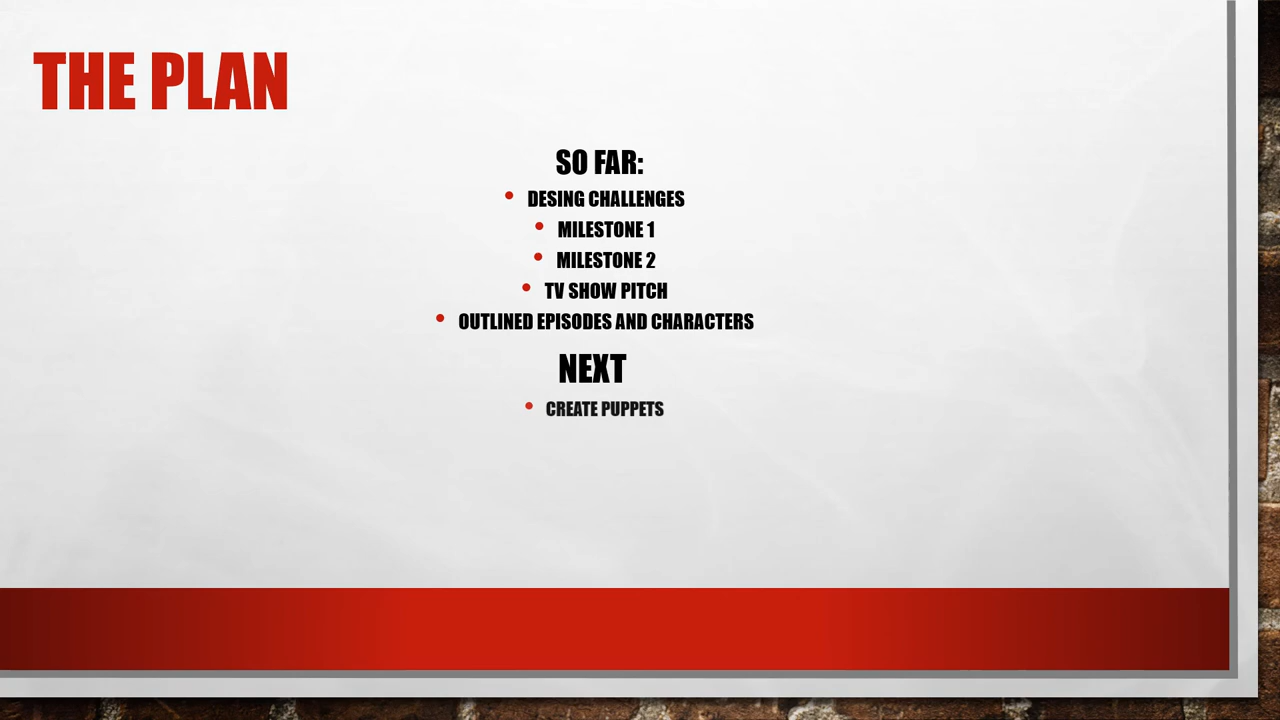 THE PLAN
SO FAR:
• DESING CHALLENGES
• MILESTONE 1
• MILESTONE 2
• TV SHOW PITCH
• OUTLINED EPISODES AND CHARACTERS
NEXT
• CREATE PUPPETS